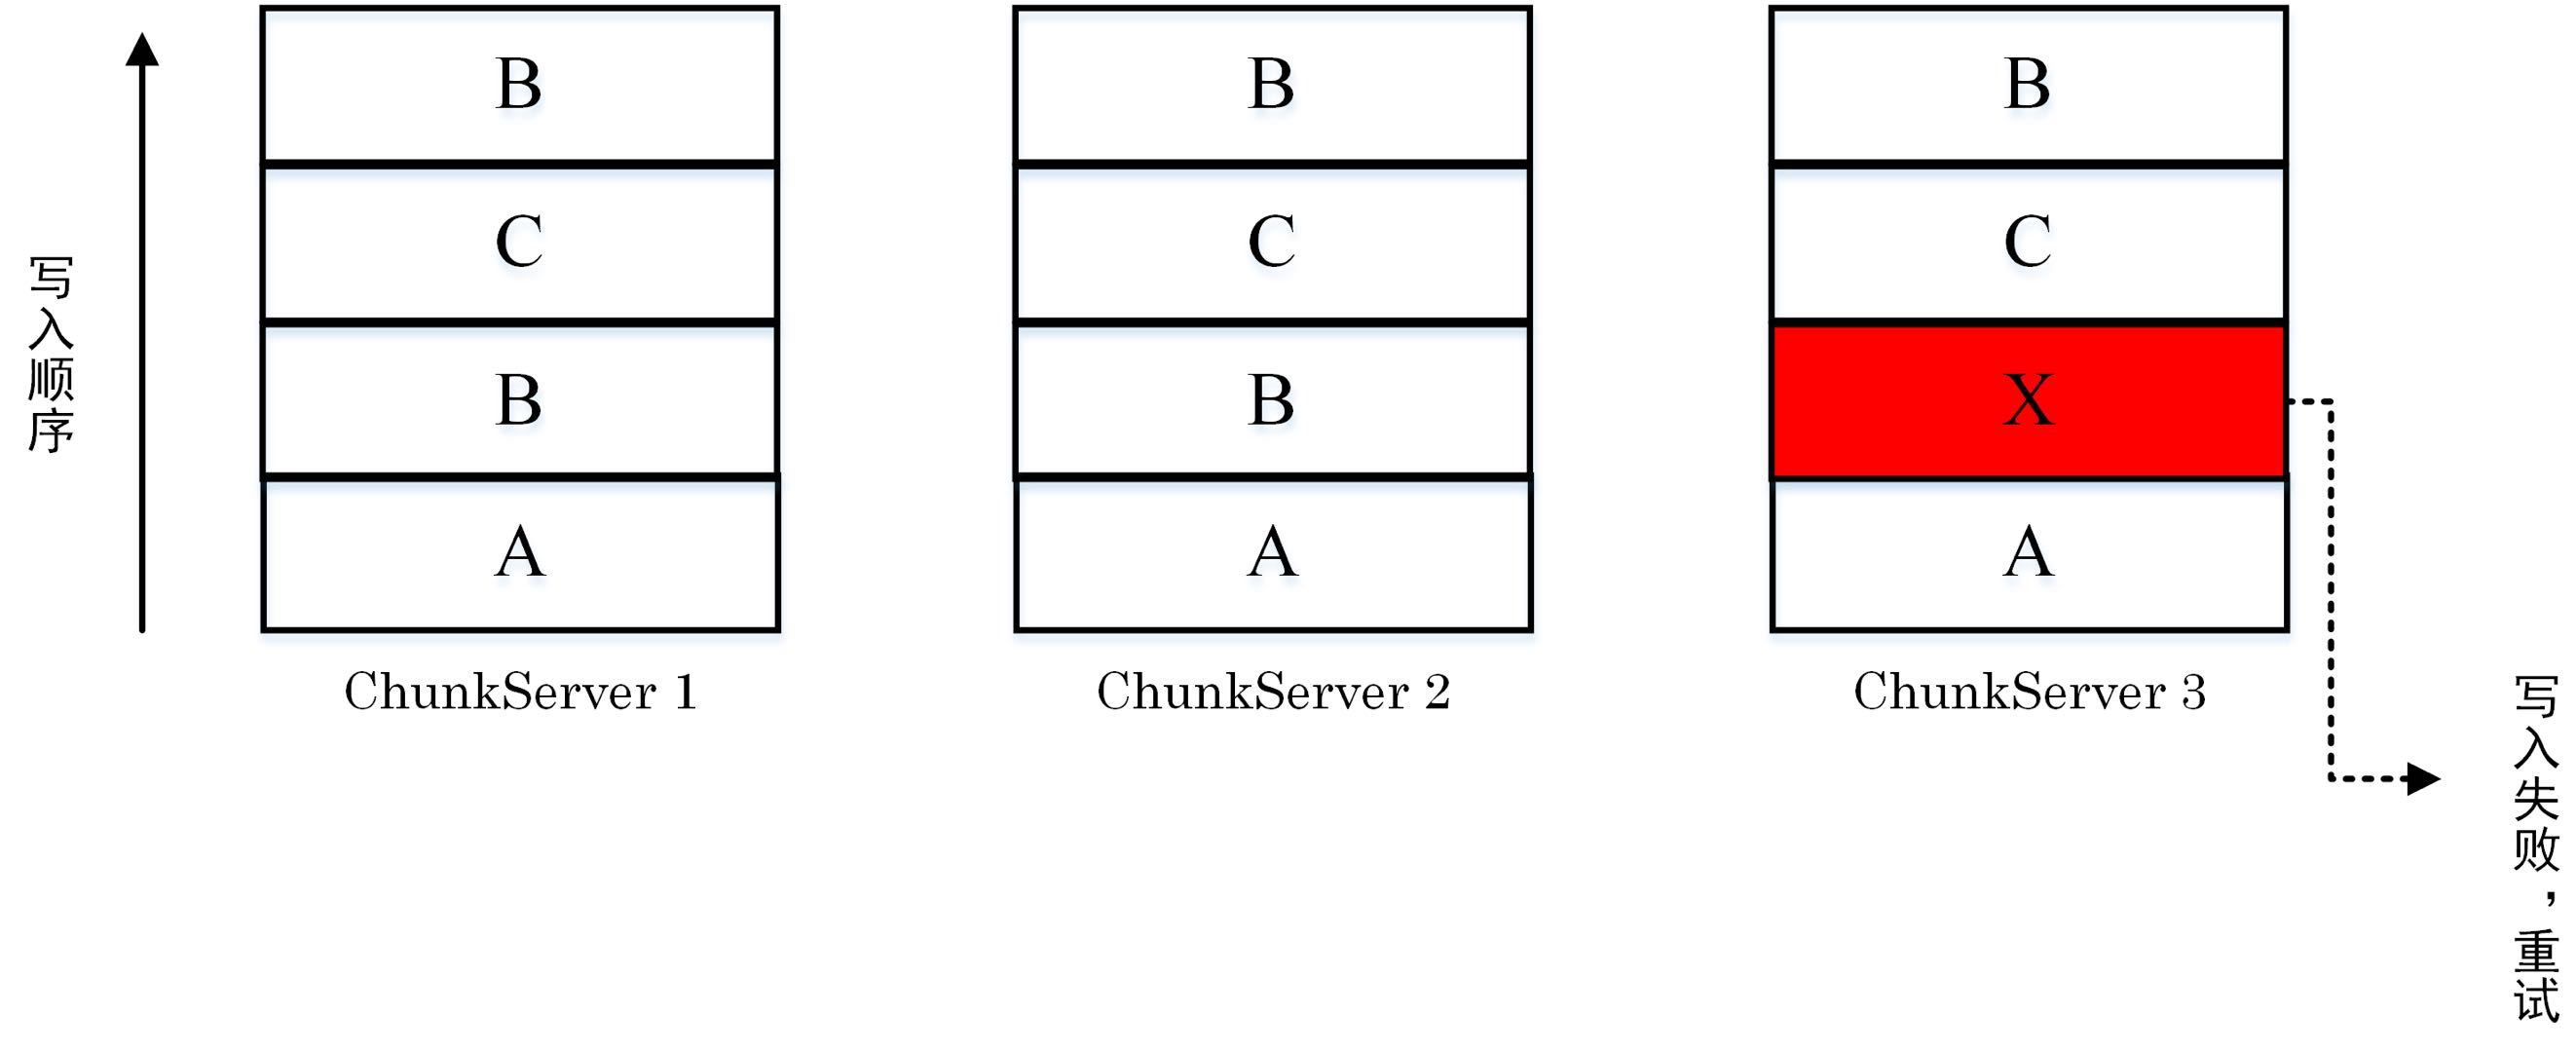 写入顺序
B
C
B
A
ChunkServer 1
B
C
B
A
ChunkServer 2
B
C
X
A
ChunkServer 3
写入失败，重试